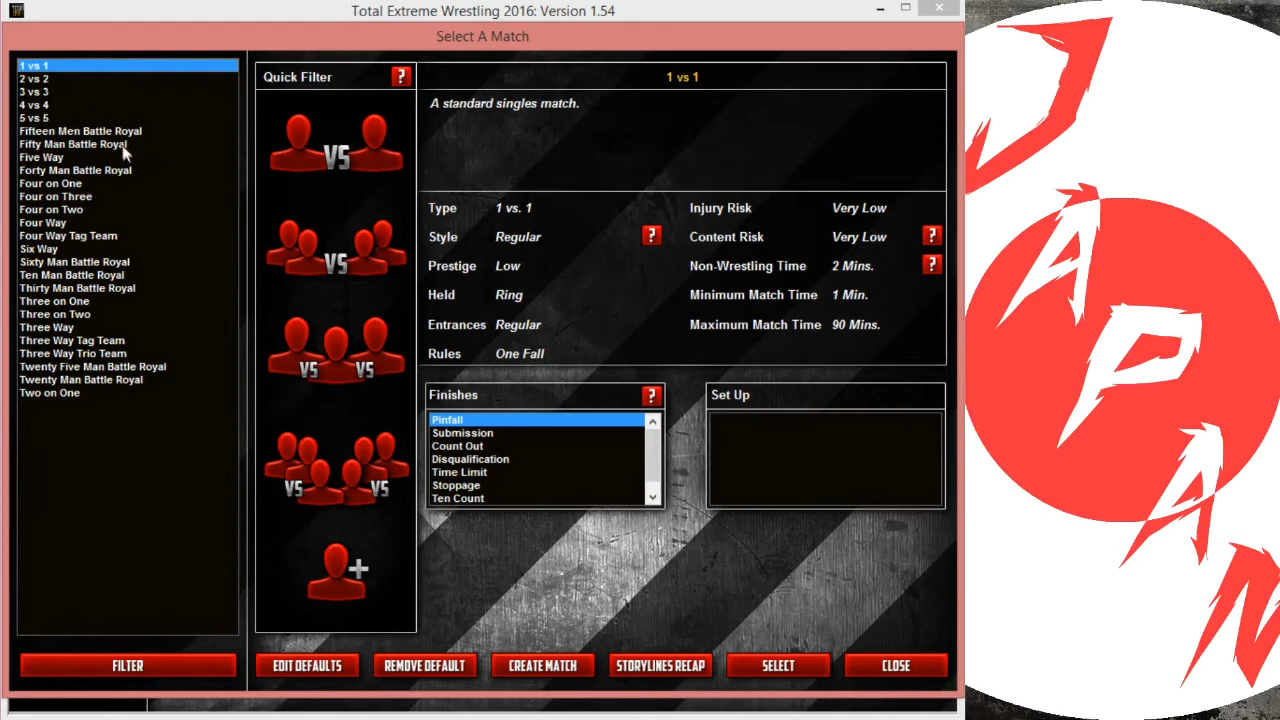 Total Extreme Wrestling 2016: Version 1.54
Select A Match
1 vs 1
2 vs 2
3 vs 3
4 vs 4
5 vs 5
Fifteen Men Battle Royal
Fifty Man Battle Royal
Five Way
Forty Man Battle Royal
Four on One
Four on Three
Four on Two
Four Way
Four Way Tag Team
Six Way
Sixty Man Battle Royal
Ten Man Battle Royal
Thirty Man Battle Royal
Three on One
Three on Two
Three Way
Three Way Tag Team
Three Way Trio Team
Twenty Five Man Battle Royal
Twenty Man Battle Royal
Two on One
FILTER
Quick Filter ?
VS
VS
VS VS
VS VS
+
1 vs 1
A standard singles match.
Type 1 vs. 1
Style Regular ?
Prestige Low
Held Ring
Entrances Regular
Rules One Fall
Injury Risk Very Low
Content Risk Very Low ?
Non-Wrestling Time 2 Mins. ?
Minimum Match Time 1 Min.
Maximum Match Time 90 Mins.
Finishes ?
Pinfall
Submission
Count Out
Disqualification
Time Limit
Stoppage
Ten Count
Set Up
EDIT DEFAULTS REMOVE DEFAULT CREATE MATCH STORYLINES RECAP SELECT CLOSE
JAPAN